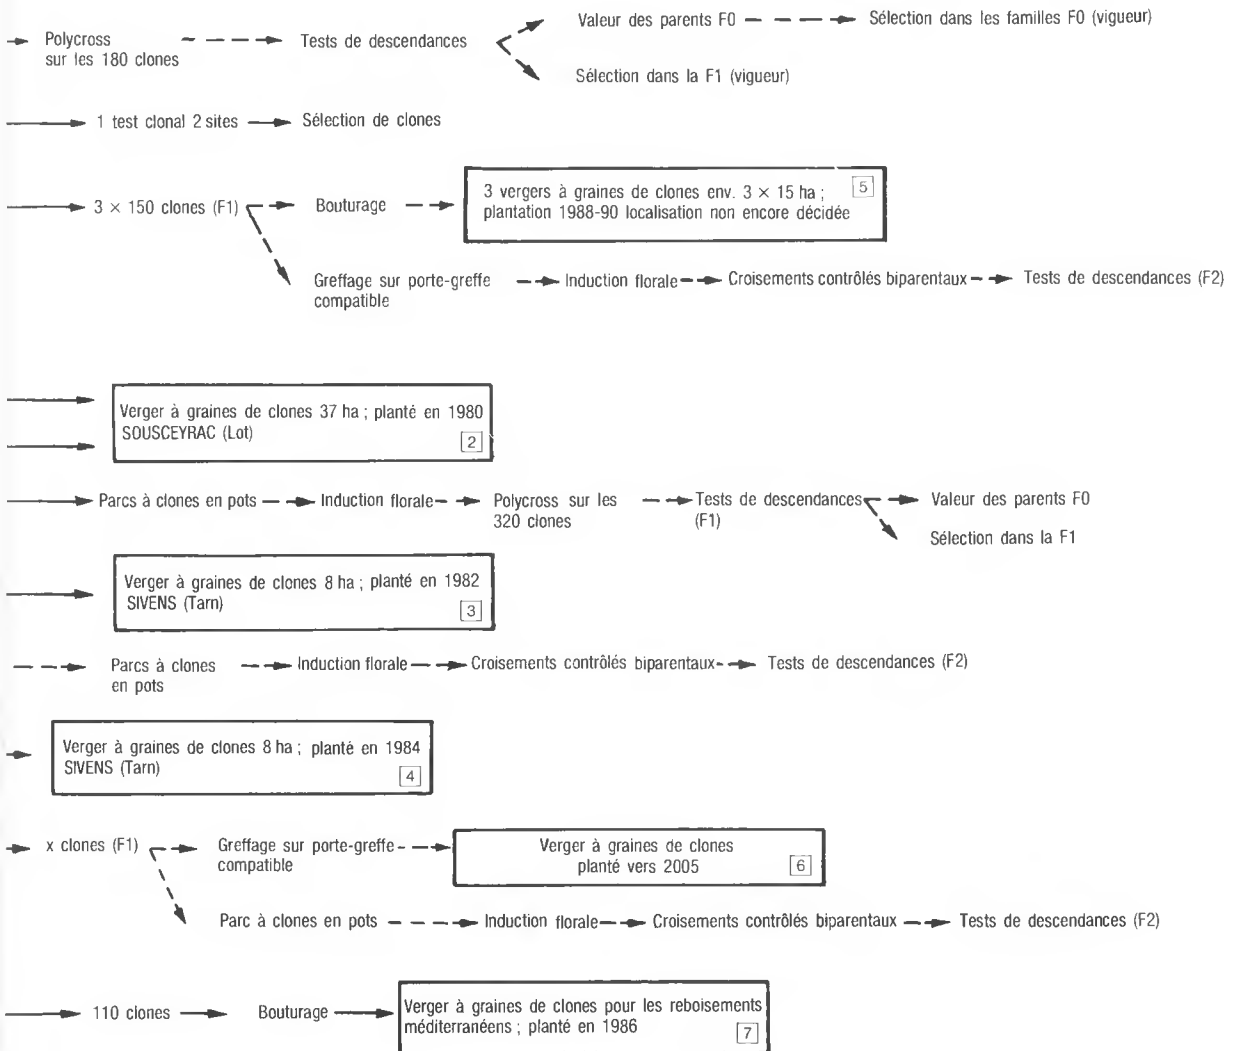 Valeur des parents F0
Sélection dans les familles F0 (vigueur)
Polycross
sur les 180 clones
Tests de descendances
Sélection dans la F1 (vigueur)
1 test clonal 2 sites
Sélection de clones
3 × 150 clones (F1)
Bouturage
3 vergers à graines de clones env. 3 × 15 ha ;
plantation 1988-90 localisation non encore décidée
5
Greffage sur porte-greffe
compatible
Induction florale
Croisements contrôlés biparentaux
Tests de descendances (F2)
Verger à graines de clones 37 ha ; planté en 1980
SOUSCEYRAC (Lot)
2
Parcs à clones en pots
Induction florale
Polycross sur les
320 clones
Tests de descendances
(F1)
Valeur des parents F0
Sélection dans la F1
Verger à graines de clones 8 ha ; planté en 1982
SIVENS (Tarn)
3
Parcs à clones
en pots
Induction florale
Croisements contrôlés biparentaux
Tests de descendances (F2)
Verger à graines de clones 8 ha ; planté en 1984
SIVENS (Tarn)
4
x clones (F1)
Greffage sur porte-greffe
compatible
Verger à graines de clones
planté vers 2005
6
Parc à clones en pots
Induction florale
Croisements contrôlés biparentaux
Tests de descendances (F2)
110 clones
Bouturage
Verger à graines de clones pour les reboisements
méditerranéens ; planté en 1986
7